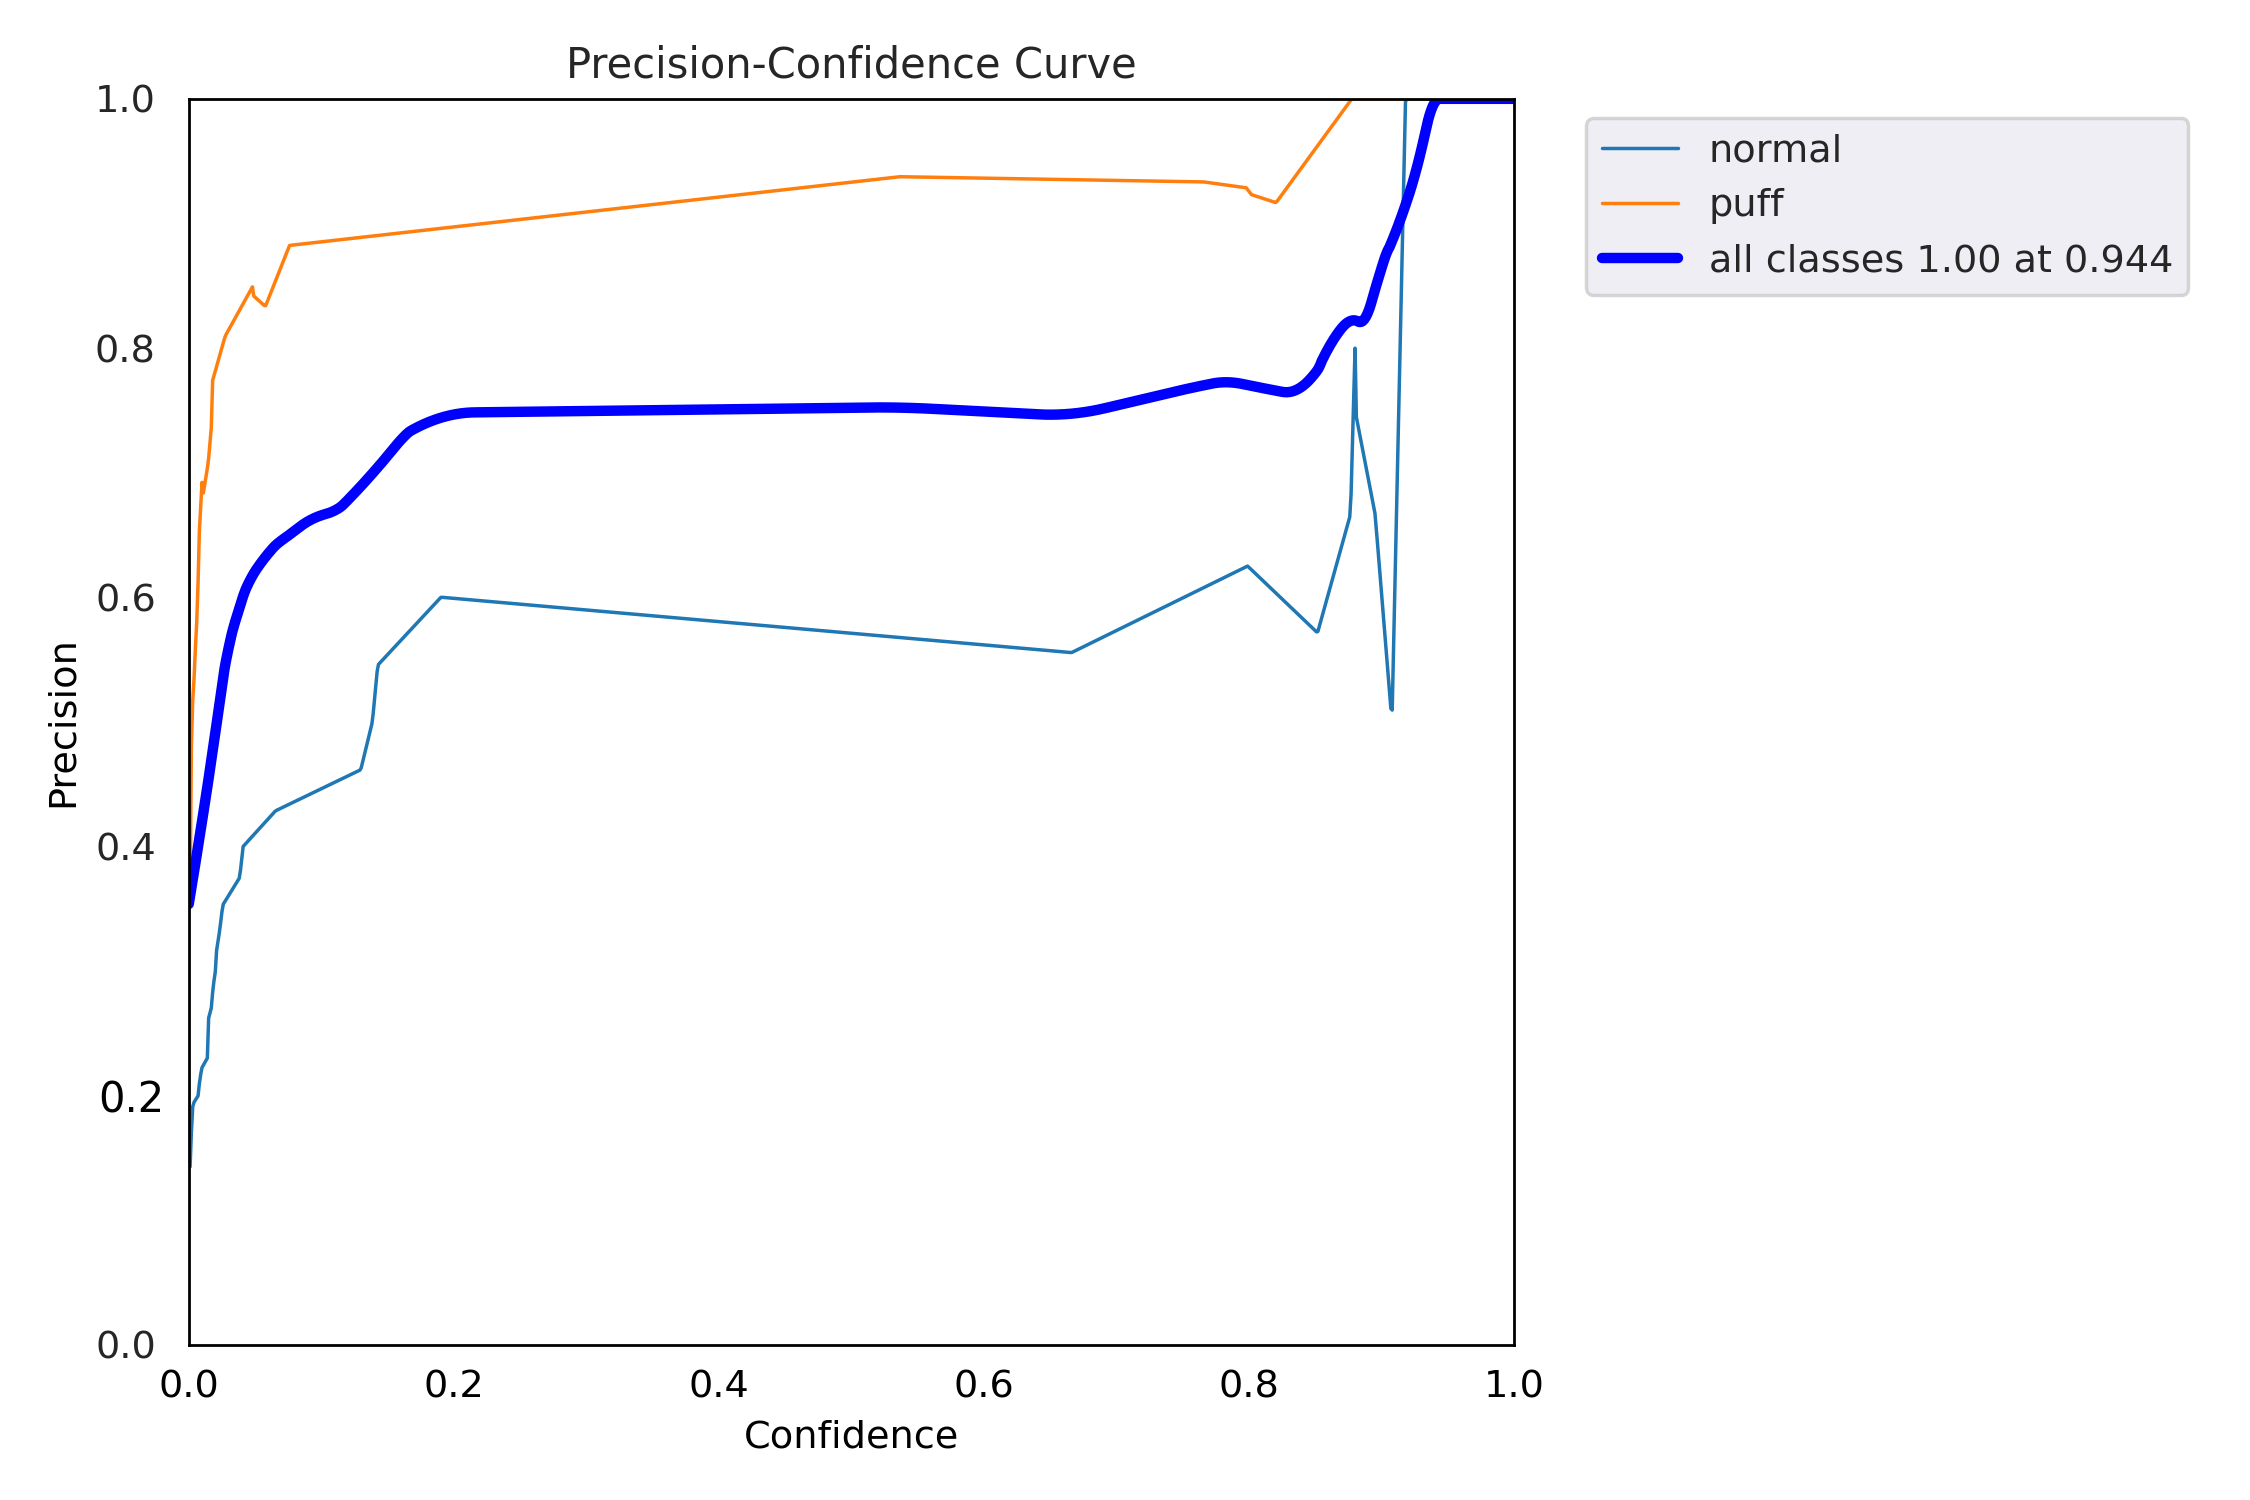 Precision-Confidence Curve
1.0
0.8
0.6
0.4
0.2
0.0
Precision
0.0 0.2 0.4 0.6 0.8 1.0
Confidence
normal
puff
all classes 1.00 at 0.944